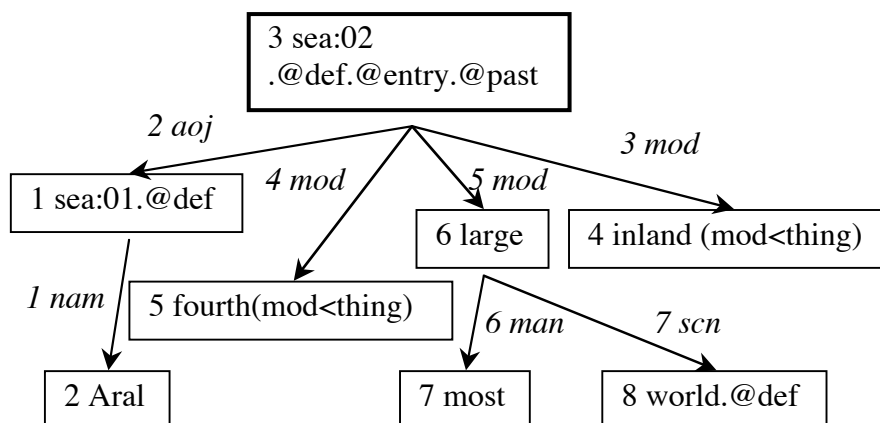 3 sea:02
.@def.@entry.@past
2 aoj
3 mod
4 mod
5 mod
1 sea:01.@def
6 large
4 inland (mod<thing)
1 nam
5 fourth(mod<thing)
6 man
7 scn
2 Aral
7 most
8 world.@def